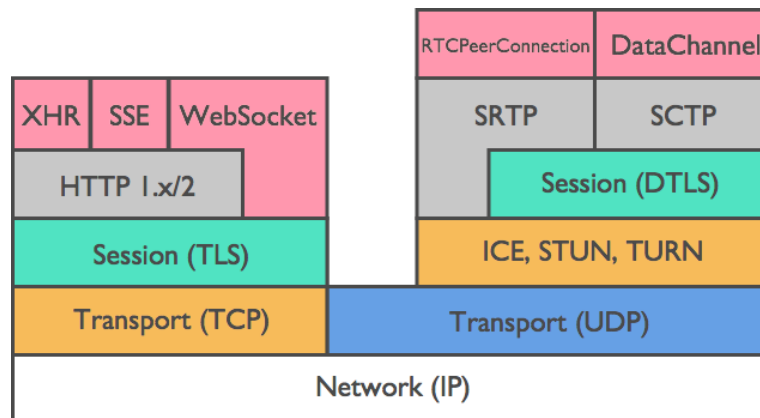 RTCPeerConnection DataChannel
XHR SSE WebSocket SRTP SCTP
HTTP 1.x/2 Session (DTLS)
Session (TLS) ICE, STUN, TURN
Transport (TCP) Transport (UDP)
Network (IP)